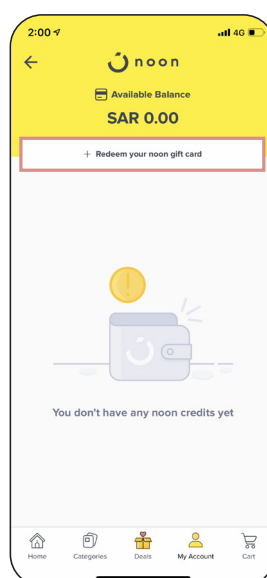 2:00 4G
noon
Available Balance
SAR 0.00
+ Redeem your noon gift card
You don't have any noon credits yet
Home Categories Deals My Account Cart